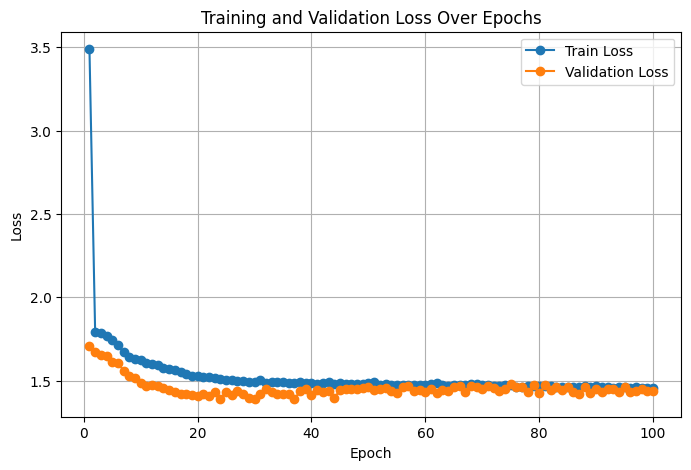 Training and Validation Loss Over Epochs
Train Loss
Validation Loss
3.5
3.0
2.5
2.0
1.5
Loss
0
20
40
60
80
100
Epoch